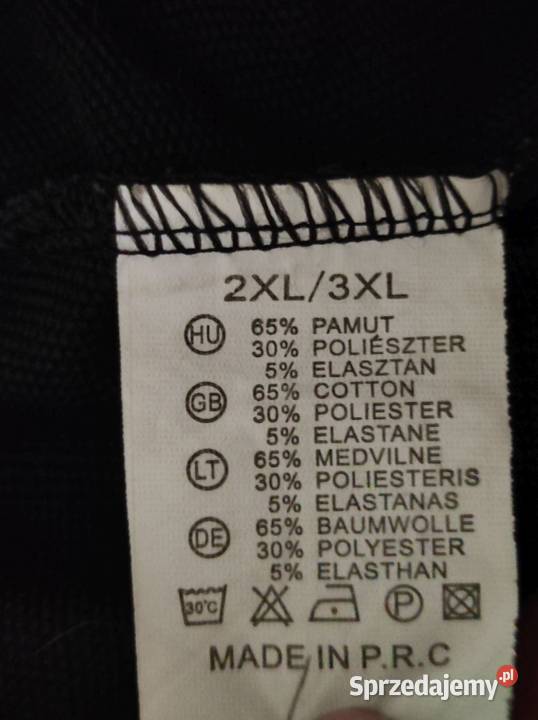 2XL/3XL
HU 65% PAMUT
30% POLIÉSZTER
5% ELASZTAN
GB 65% COTTON
30% POLIESTER
5% ELASTANE
LT 65% MEDVILNE
30% POLIESTERIS
5% ELASTANAS
DE 65% BAUMWOLLE
30% POLYESTER
5% ELASTHAN
30°C P
MADE IN P.R.C
Sprzedajemy.pl